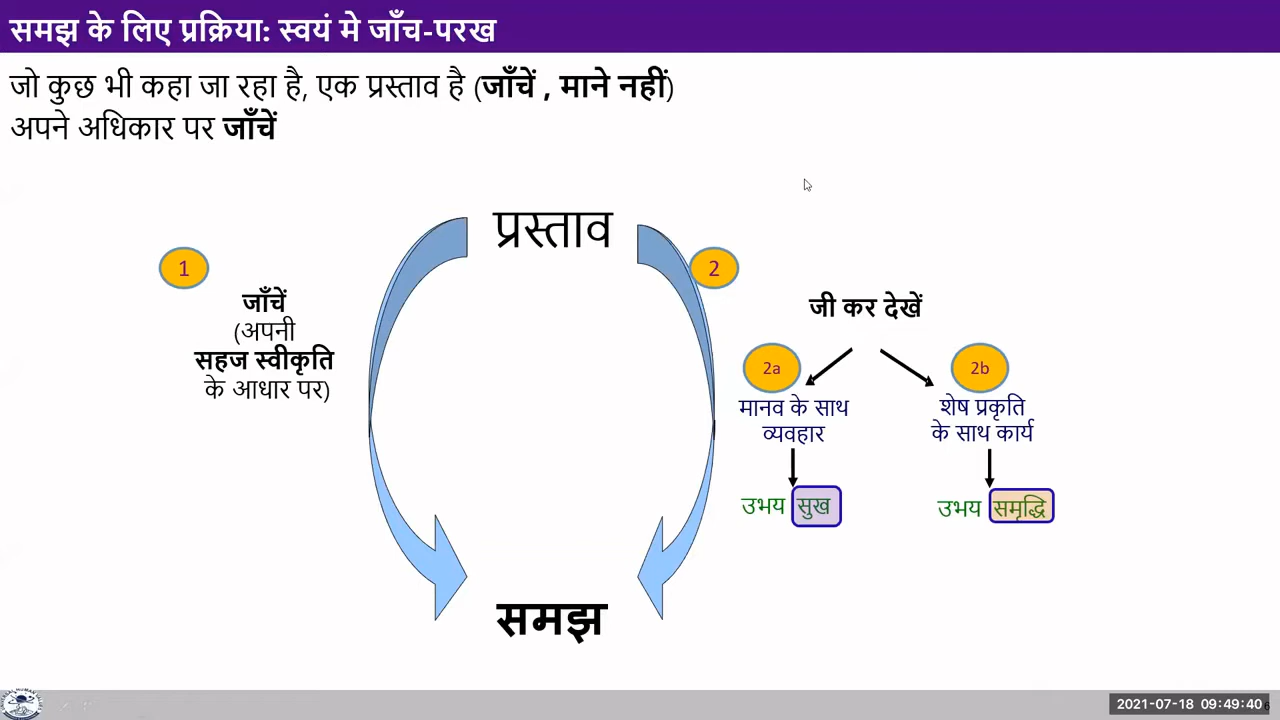 समझ के लिए प्रक्रिया: स्वयं मे जाँच-परख
जो कुछ भी कहा जा रहा है, एक प्रस्ताव है (जाँचें , माने नहीं)
अपने अधिकार पर जाँचें
प्रस्ताव
1
जाँचें
(अपनी
सहज स्वीकृति
के आधार पर)
2
जी कर देखें
2a
मानव के साथ
व्यवहार
उभय सुख
2b
शेष प्रकृति
के साथ कार्य
उभय समृद्धि
समझ
2021-07-18 09:49:40
6